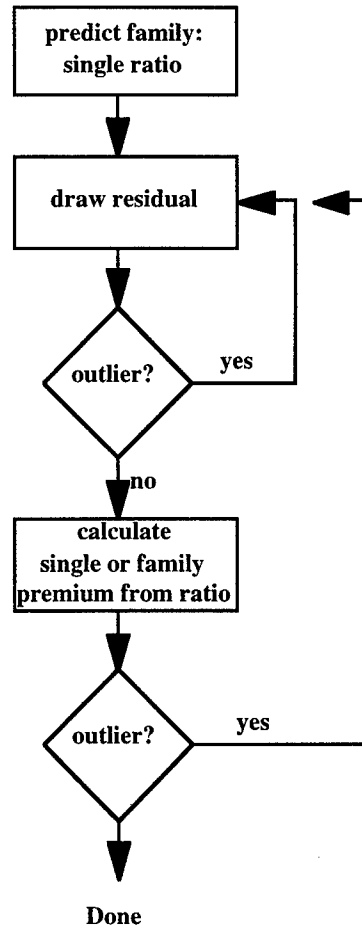 predict family:
single ratio
draw residual
outlier?
yes
no
calculate
single or family
premium from ratio
outlier?
yes
Done